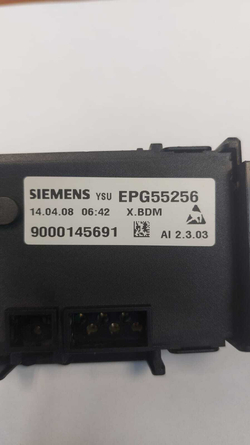 SIEMENS YSU EPG55256
14.04.08 06:42 X.BDM
9000145691 AI 2.3.03